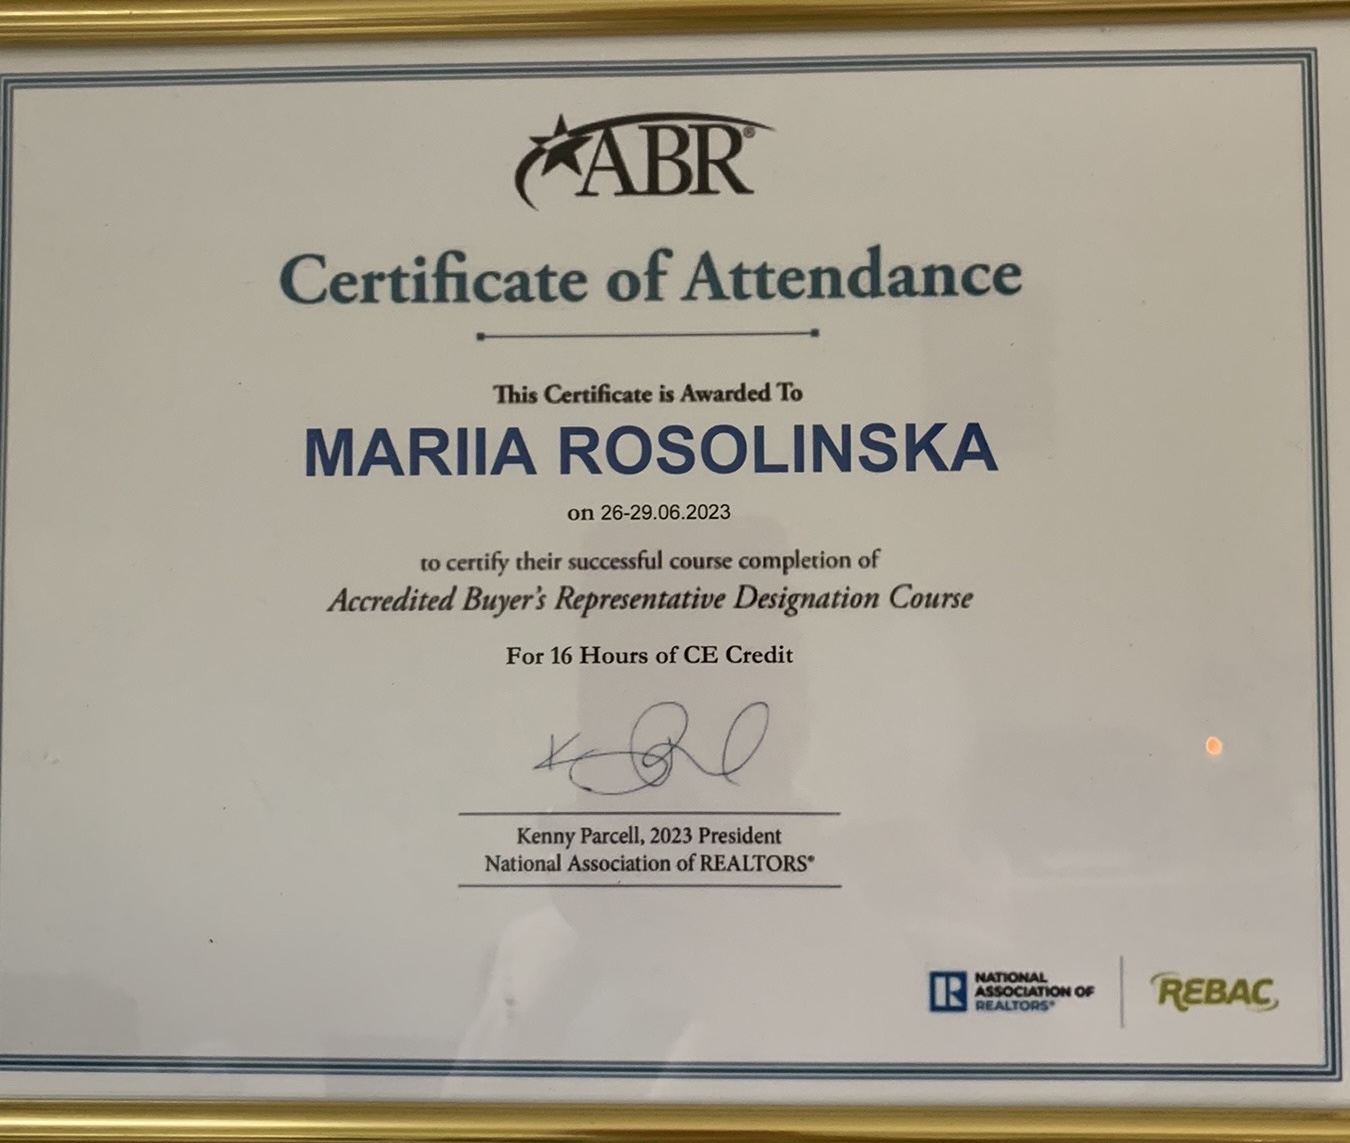 ABR®
Certificate of Attendance
This Certificate is Awarded To
MARIIA ROSOLINSKA
on 26-29.06.2023
to certify their successful course completion of
Accredited Buyer's Representative Designation Course
For 16 Hours of CE Credit
Kenny Parcell, 2023 President
National Association of REALTORS®
NATIONAL
ASSOCIATION OF
REALTORS®
REBAC